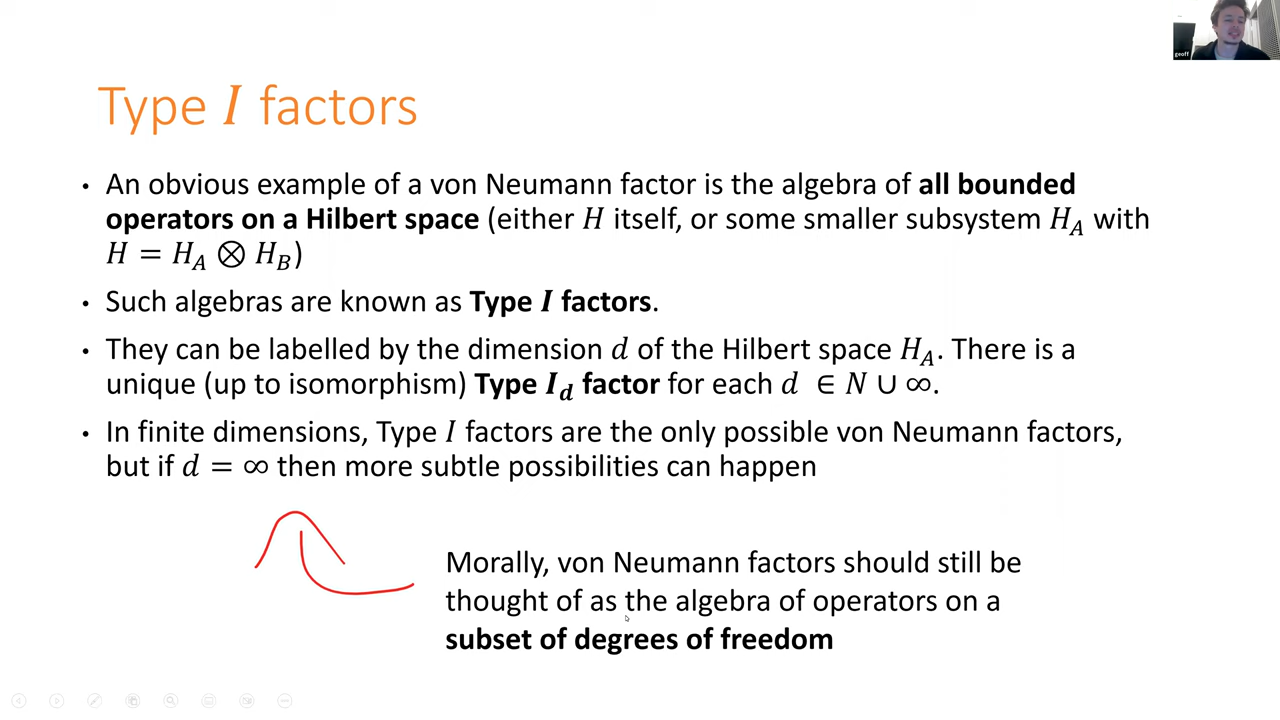 geoff
Type I factors
• An obvious example of a von Neumann factor is the algebra of all bounded
operators on a Hilbert space (either H itself, or some smaller subsystem H_A with
H = H_A ⊗ H_B)
• Such algebras are known as Type I factors.
• They can be labelled by the dimension d of the Hilbert space H_A. There is a
unique (up to isomorphism) Type I_d factor for each d ∈ N ∪ ∞.
• In finite dimensions, Type I factors are the only possible von Neumann factors,
but if d = ∞ then more subtle possibilities can happen
Morally, von Neumann factors should still be
thought of as the algebra of operators on a
subset of degrees of freedom